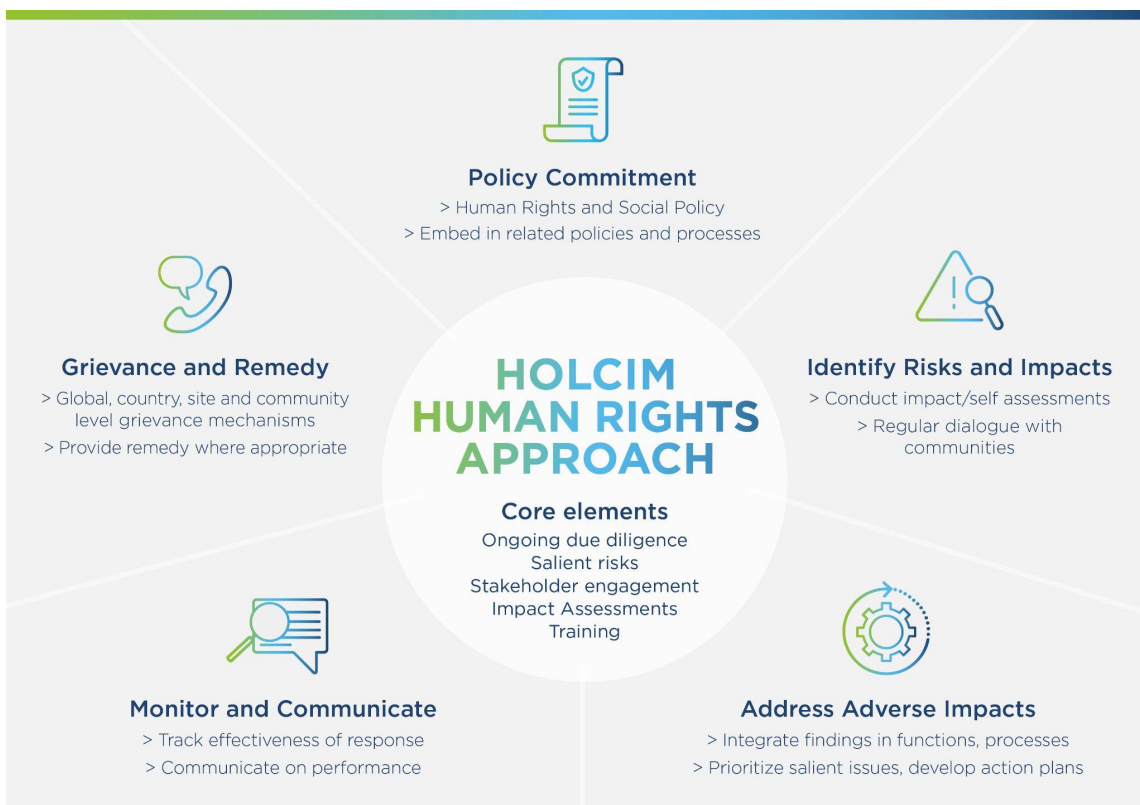 Policy Commitment
> Human Rights and Social Policy
> Embed in related policies and processes
Grievance and Remedy
> Global, country, site and community
level grievance mechanisms
> Provide remedy where appropriate
HOLCIM
HUMAN RIGHTS
APPROACH
Core elements
Ongoing due diligence
Salient risks
Stakeholder engagement
Impact Assessments
Training
Identify Risks and Impacts
> Conduct impact/self assessments
> Regular dialogue with
communities
Monitor and Communicate
> Track effectiveness of response
> Communicate on performance
Address Adverse Impacts
> Integrate findings in functions, processes
> Prioritize salient issues, develop action plans